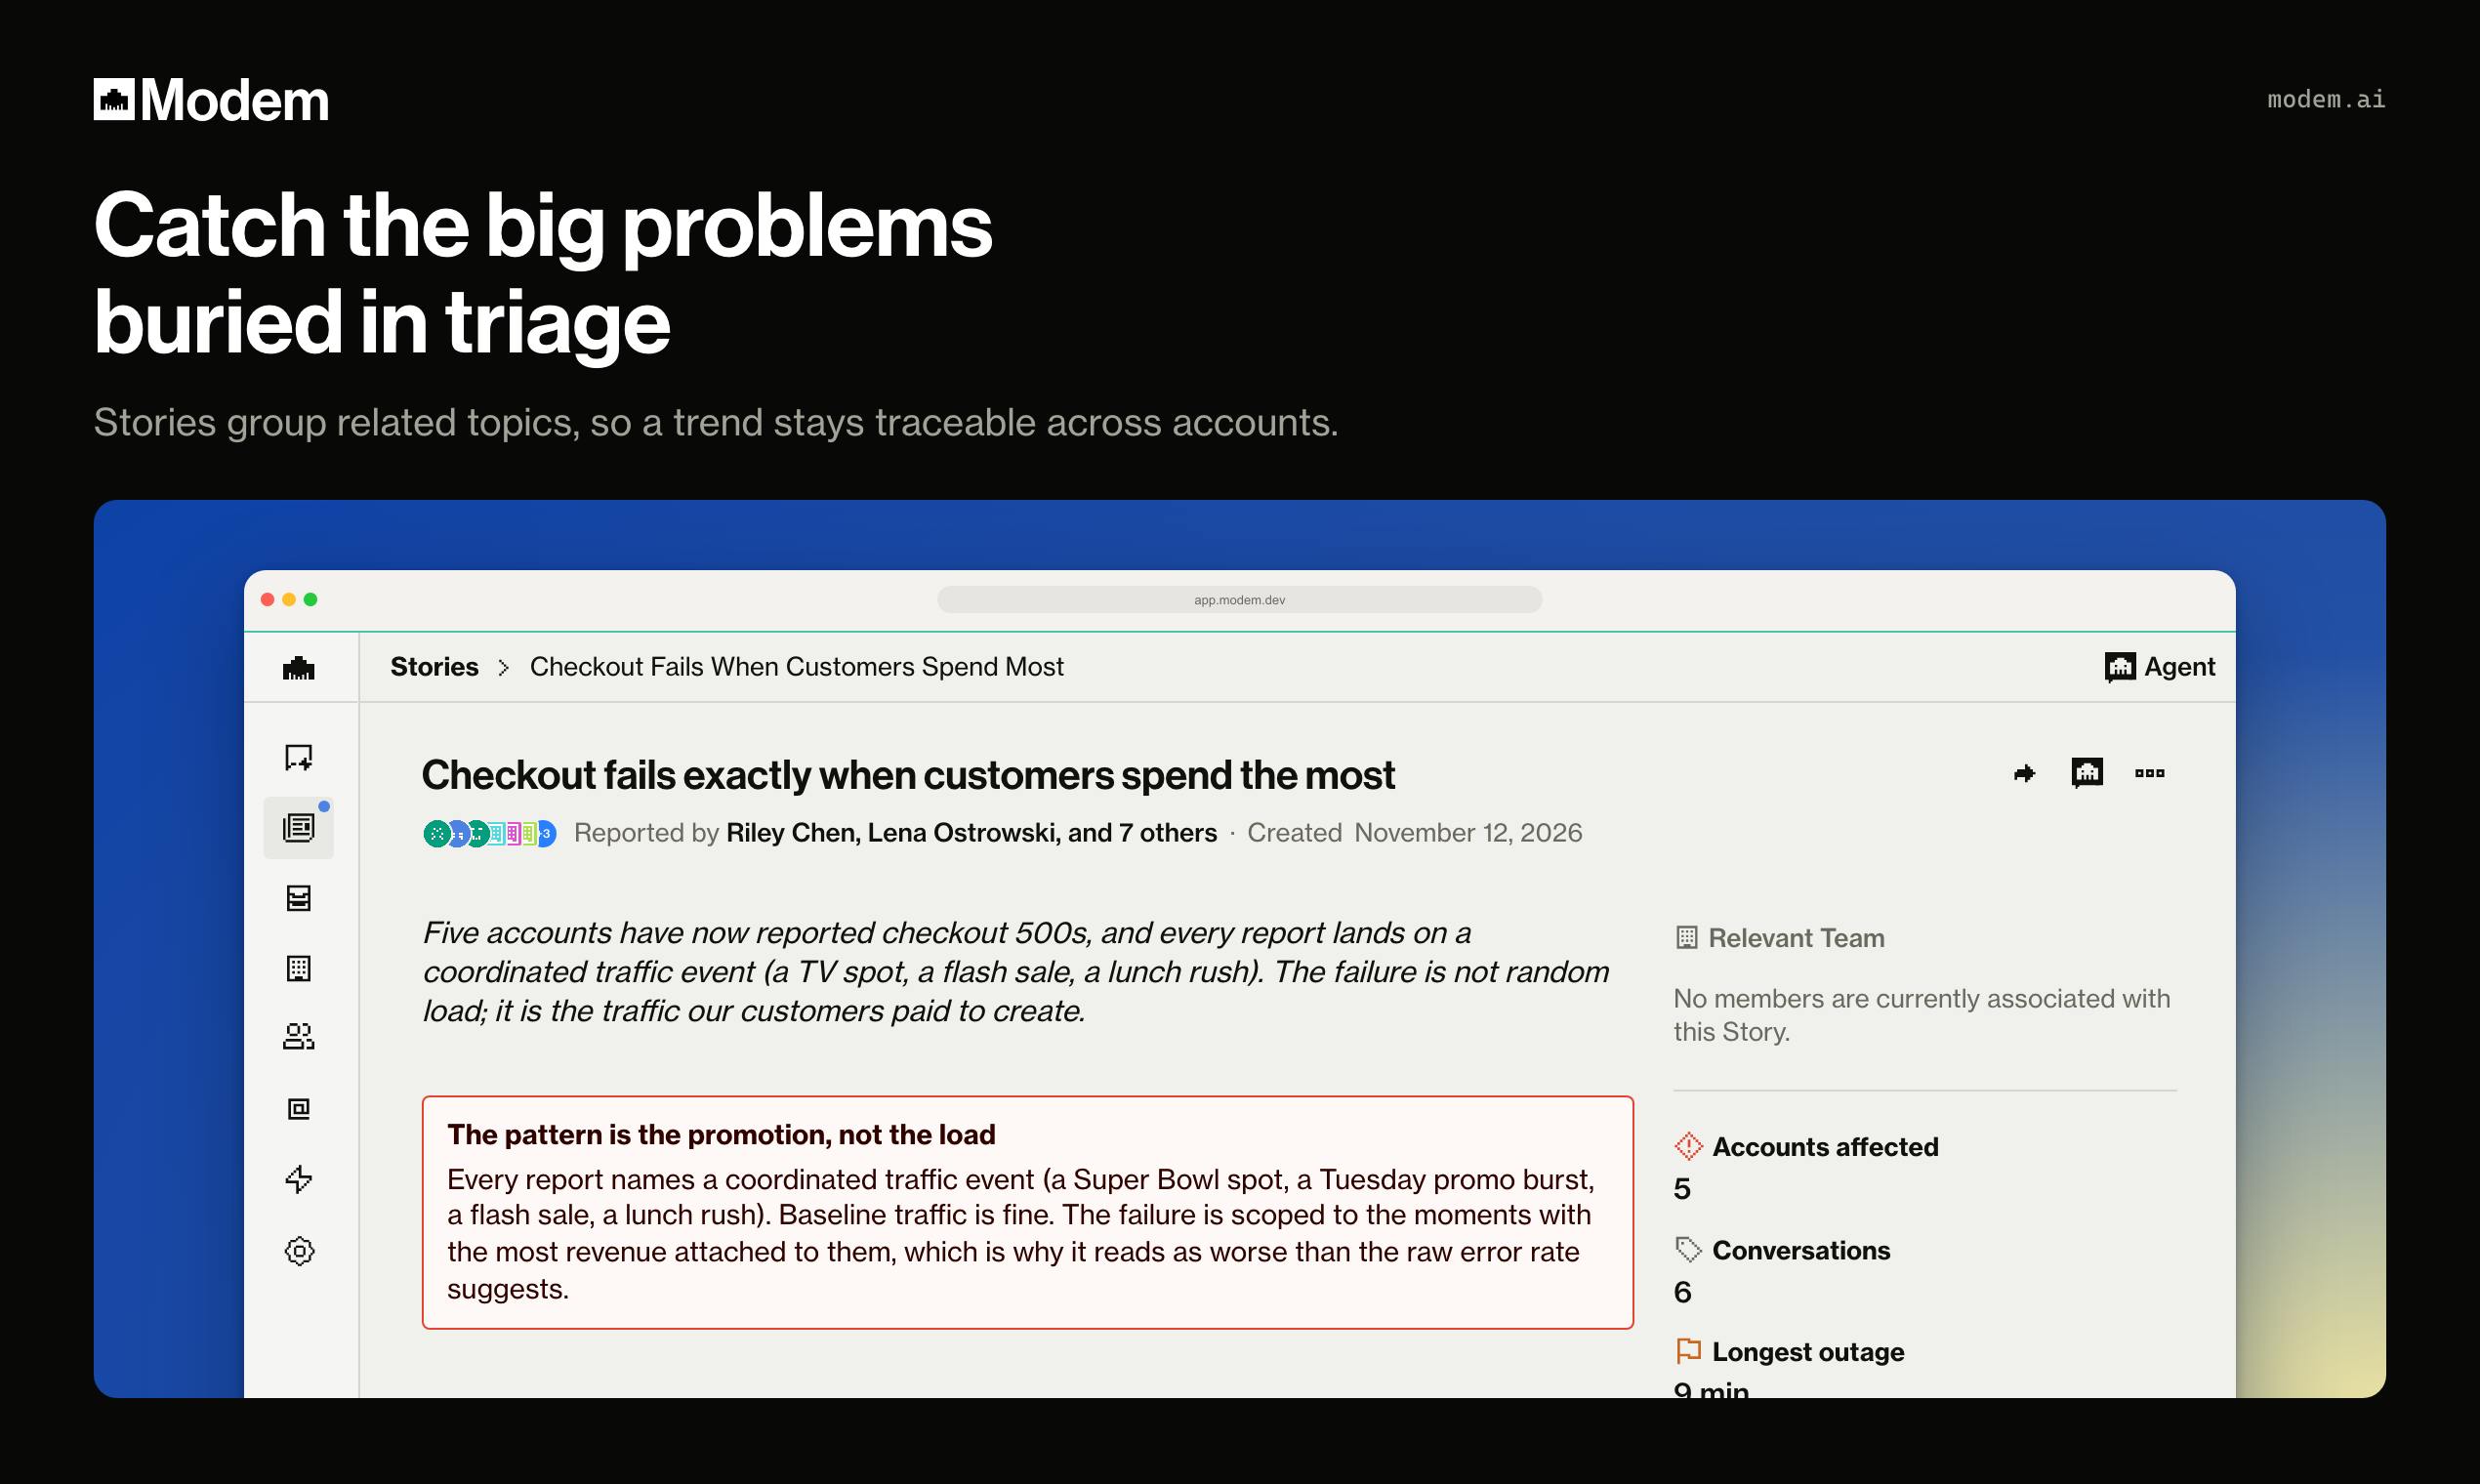 Modem
modem.ai
Catch the big problems
buried in triage
Stories group related topics, so a trend stays traceable across accounts.
app.modem.dev
Stories > Checkout Fails When Customers Spend Most
Agent
Checkout fails exactly when customers spend the most
+3 Reported by Riley Chen, Lena Ostrowski, and 7 others · Created November 12, 2026
Five accounts have now reported checkout 500s, and every report lands on a
coordinated traffic event (a TV spot, a flash sale, a lunch rush). The failure is not random
load; it is the traffic our customers paid to create.
The pattern is the promotion, not the load
Every report names a coordinated traffic event (a Super Bowl spot, a Tuesday promo burst,
a flash sale, a lunch rush). Baseline traffic is fine. The failure is scoped to the moments with
the most revenue attached to them, which is why it reads as worse than the raw error rate
suggests.
Relevant Team
No members are currently associated with
this Story.
Accounts affected
5
Conversations
6
Longest outage
9 min